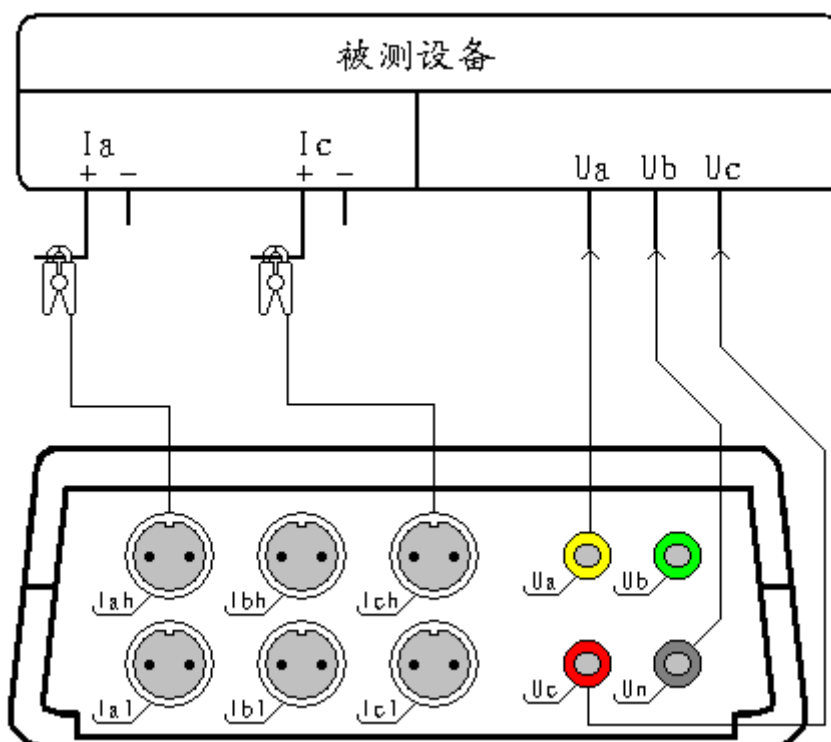 被测设备
Ia Ic
+ - + -
Ua Ub Uc
Iah Ibh Ich
Ua Ub
Ial Ibl Icl
Uc Un